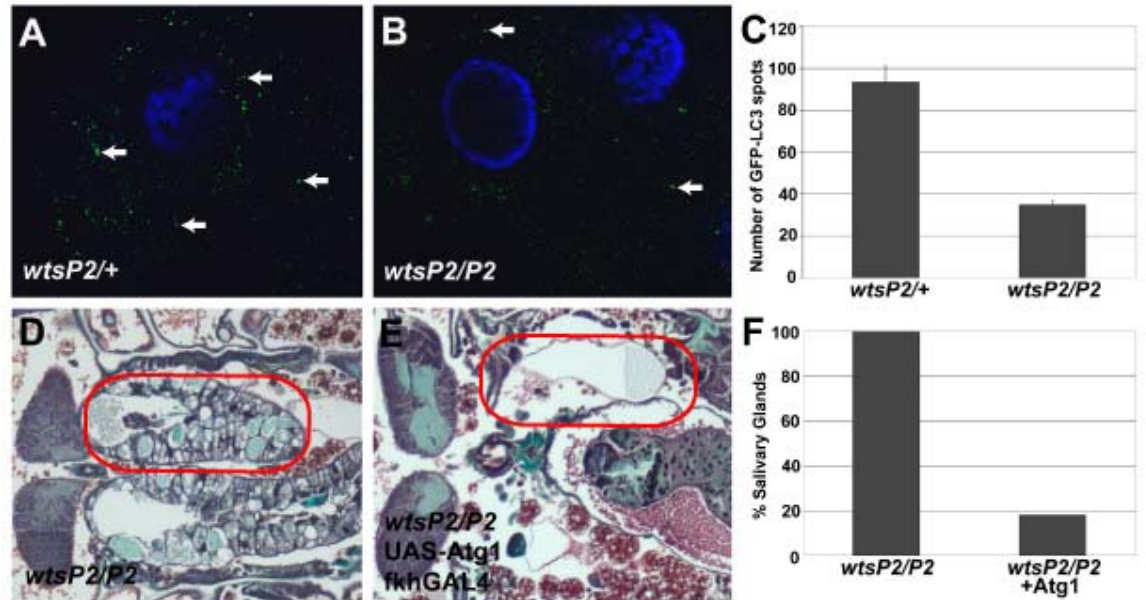 A
wtsP2/+
B
wtsP2/P2
C
Number of GFP-LC3 spots
120
100
80
60
40
20
0
wtsP2/+
wtsP2/P2
D
wtsP2/P2
E
wtsP2/P2
UAS-Atg1
fkhGAL4
F
% Salivary Glands
100
80
60
40
20
0
wtsP2/P2
wtsP2/P2
+Atg1